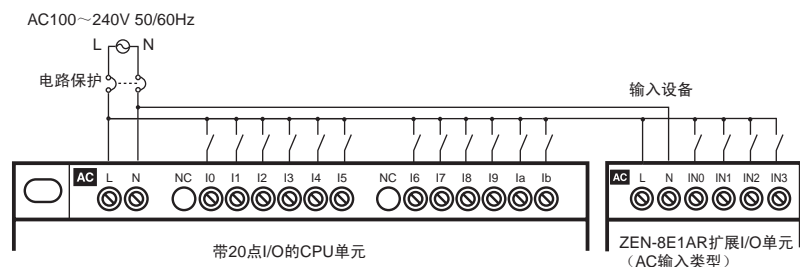 AC100～240V 50/60Hz
L N
电路保护
输入设备
AC L N NC I0 I1 I2 I3 I4 I5 NC I6 I7 I8 I9 Ia Ib
AC L N IN0 IN1 IN2 IN3
带20点I/O的CPU单元
ZEN-8E1AR扩展I/O单元
（AC输入类型）